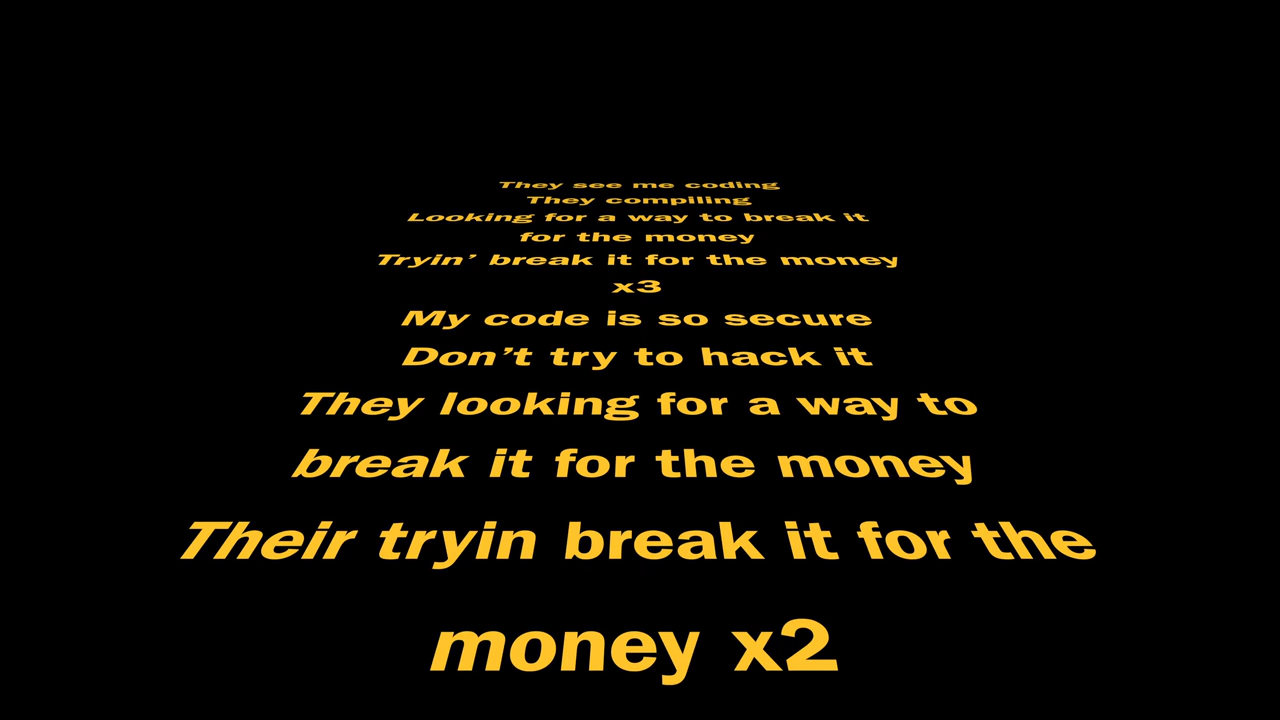 They see me coding
They compiling
Looking for a way to break it
for the money
Tryin’ break it for the money
x3
My code is so secure
Don’t try to hack it
They looking for a way to
break it for the money
Their tryin break it for the
money x2